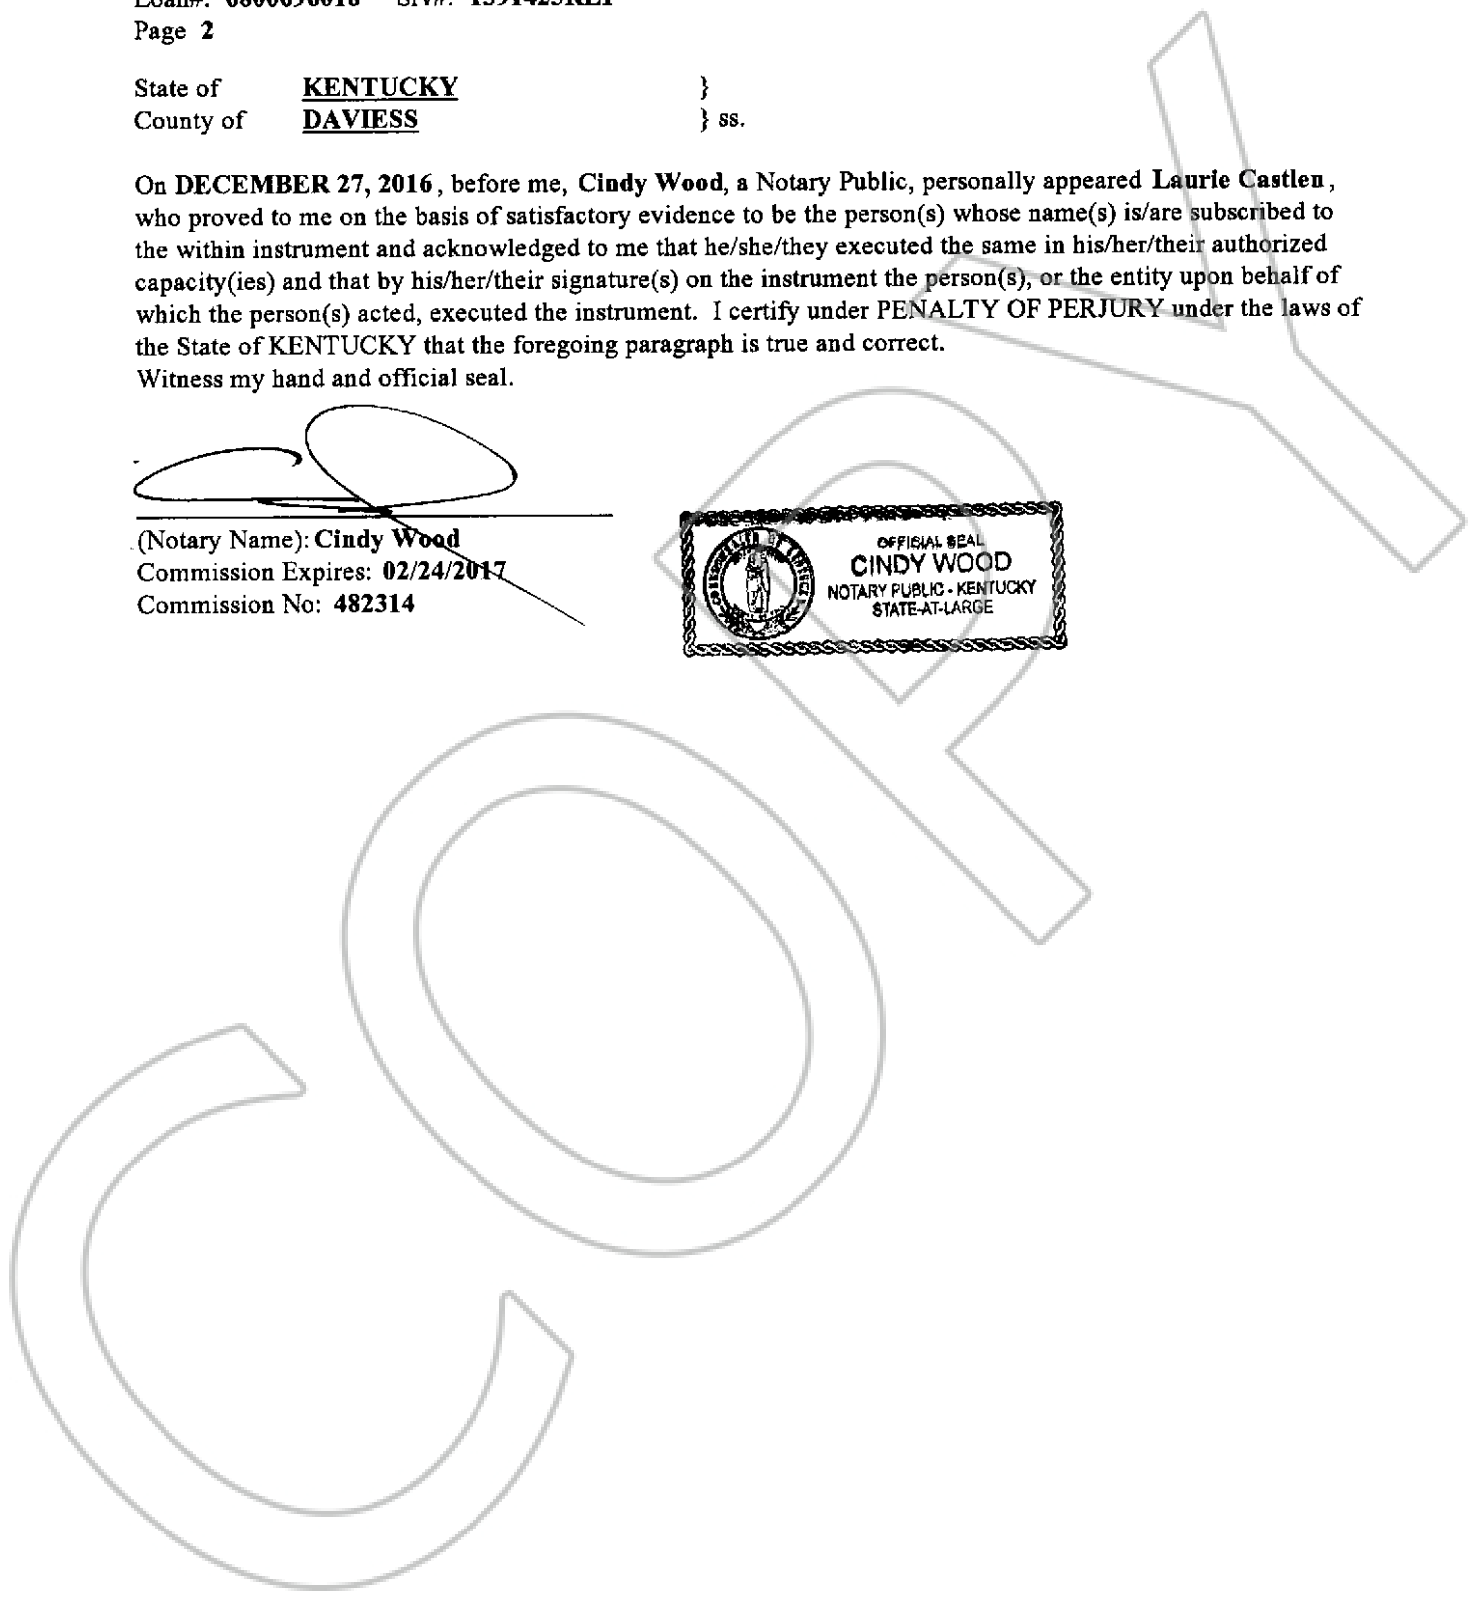 Page 2
State of KENTUCKY }
County of DAVIESS } ss.
On DECEMBER 27, 2016, before me, Cindy Wood, a Notary Public, personally appeared Laurie Castlen,
who proved to me on the basis of satisfactory evidence to be the person(s) whose name(s) is/are subscribed to
the within instrument and acknowledged to me that he/she/they executed the same in his/her/their authorized
capacity(ies) and that by his/her/their signature(s) on the instrument the person(s), or the entity upon behalf of
which the person(s) acted, executed the instrument. I certify under PENALTY OF PERJURY under the laws of
the State of KENTUCKY that the foregoing paragraph is true and correct.
Witness my hand and official seal.
(Notary Name): Cindy Wood
Commission Expires: 02/24/2017
Commission No: 482314
OFFICIAL SEAL
CINDY WOOD
NOTARY PUBLIC - KENTUCKY
STATE-AT-LARGE
COPY